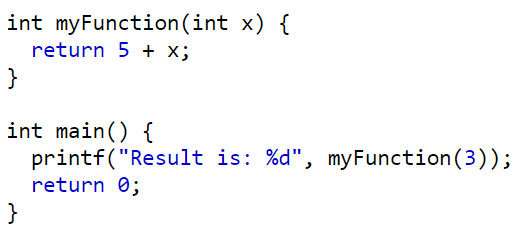 int myFunction(int x) {
  return 5 + x;
}

int main() {
  printf("Result is: %d", myFunction(3));
  return 0;
}